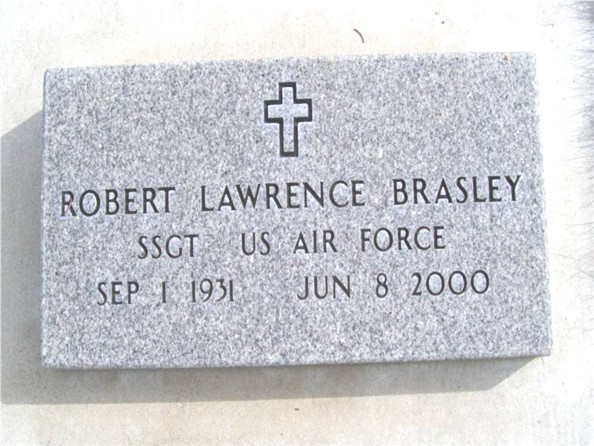 ROBERT LAWRENCE BRASLEY
SSGT US AIR FORCE
SEP 1 1931 JUN 8 2000